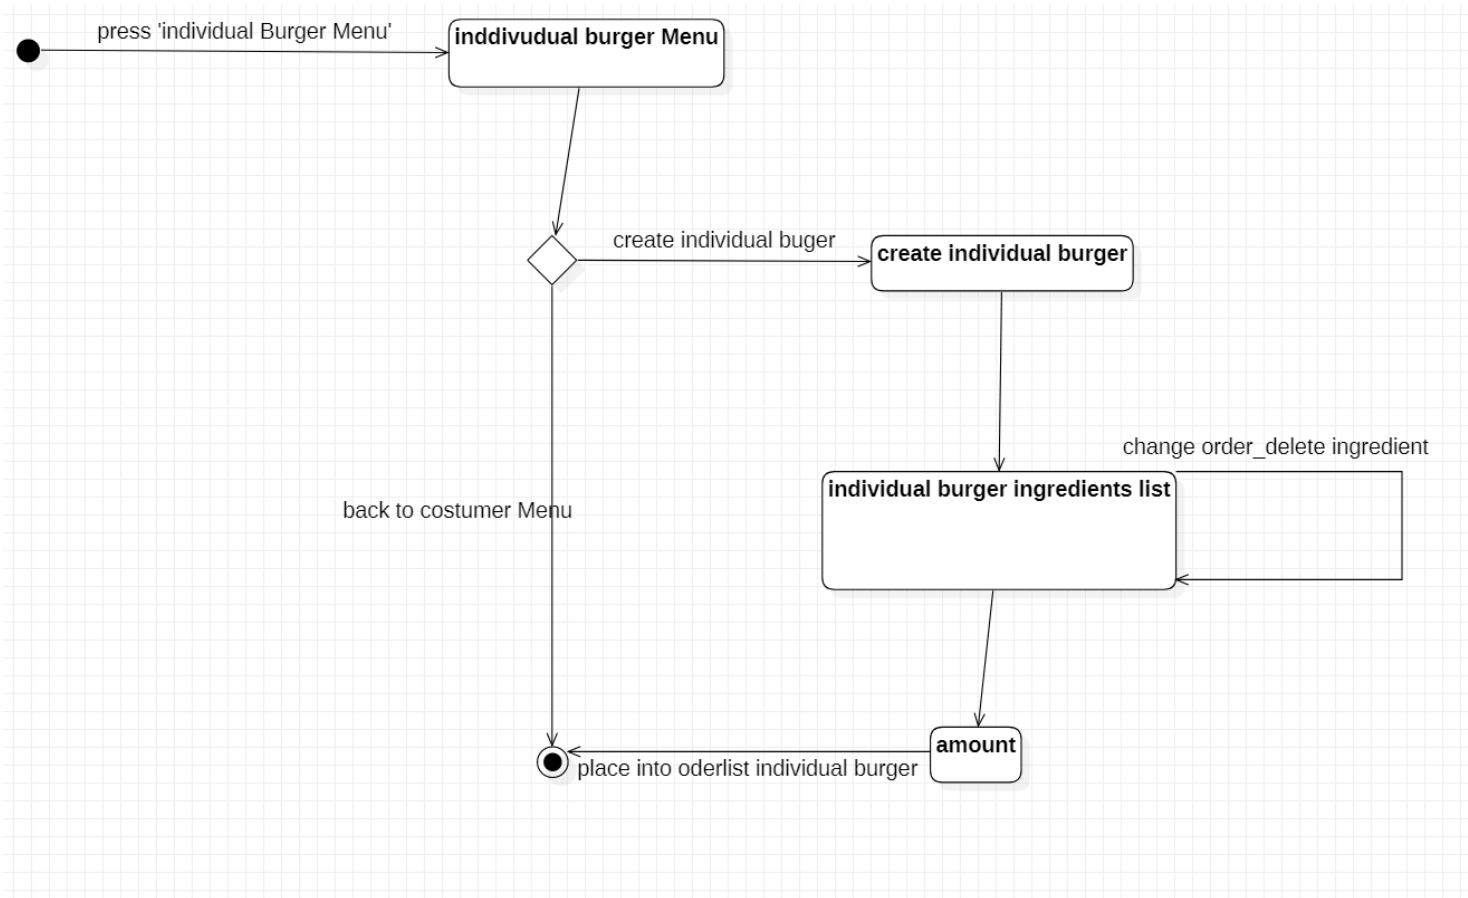 press 'individual Burger Menu'
inddivudual burger Menu
create individual buger
create individual burger
change order_delete ingredient
individual burger ingredients list
back to costumer Menu
amount
place into oderlist individual burger